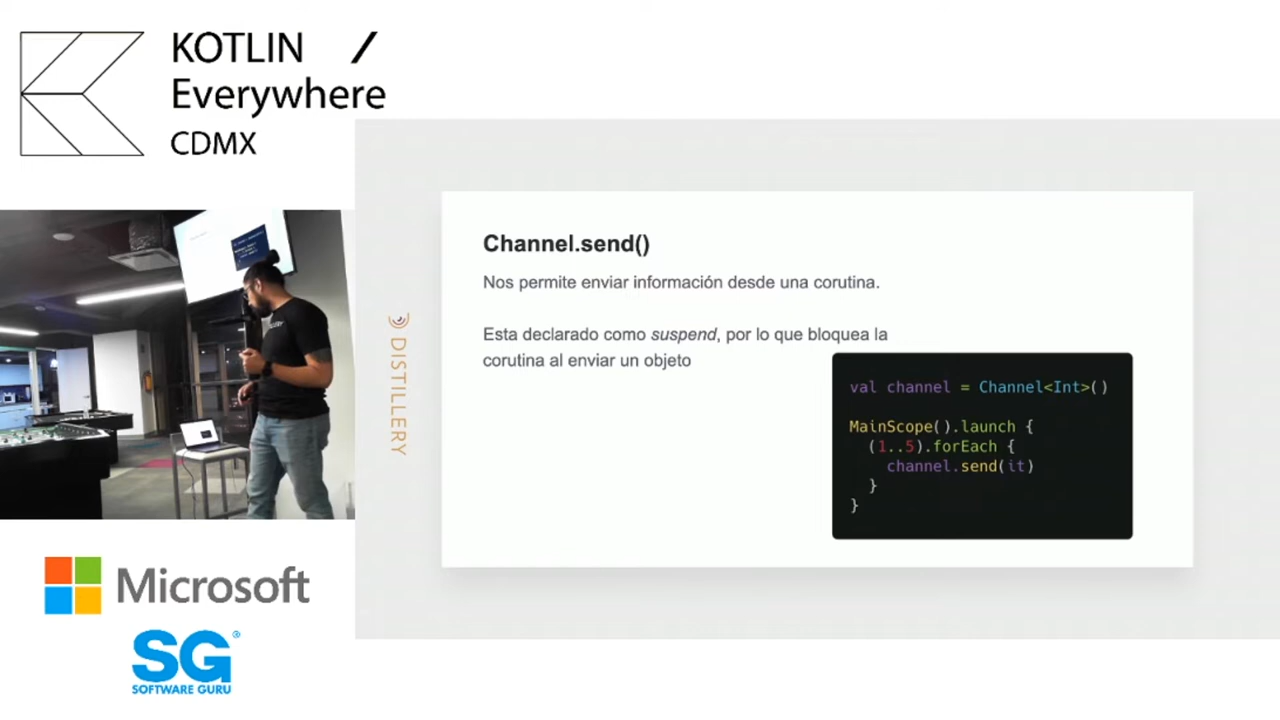 KOTLIN /
Everywhere
CDMX
DISTILLERY
Channel.send()
Nos permite enviar información desde una corutina.
Esta declarado como suspend, por lo que bloquea la
corutina al enviar un objeto
val channel = Channel<Int>()
MainScope().launch {
(1..5).forEach {
channel.send(it)
}
}
Microsoft
SG®
SOFTWARE GURU